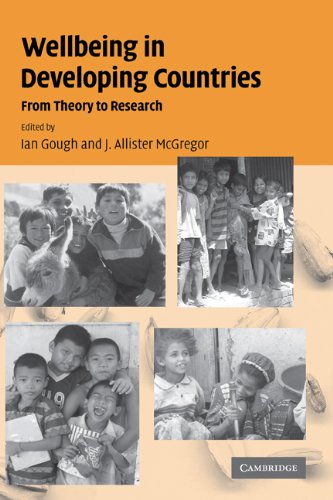 Wellbeing in
Developing Countries
From Theory to Research
Edited by
Ian Gough and J. Allister McGregor
CAMBRIDGE